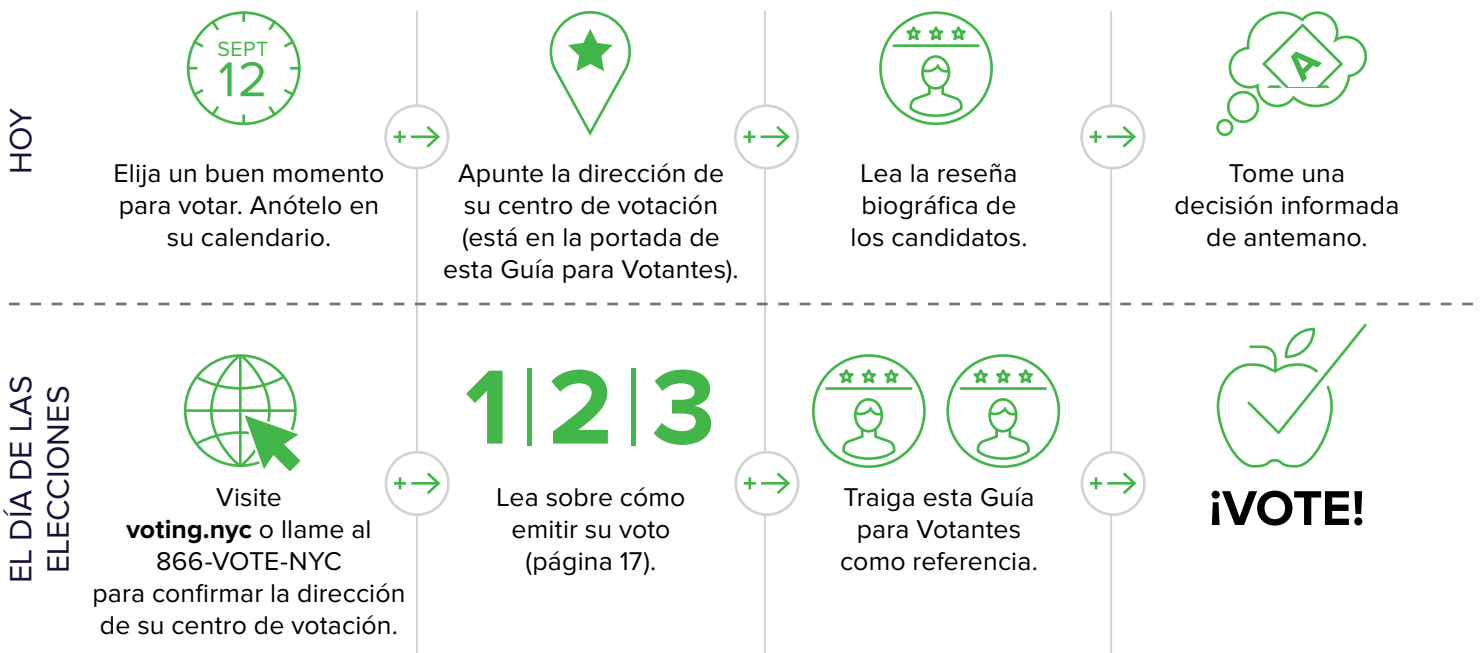 HOY
SEPT
12
Elija un buen momento
para votar. Anótelo en
su calendario.
Apunte la dirección de
su centro de votación
(está en la portada de
esta Guía para Votantes).
Lea la reseña
biográfica de
los candidatos.
A
Tome una
decisión informada
de antemano.
EL DÍA DE LAS
ELECCIONES
Visite
voting.nyc o llame al
866-VOTE-NYC
para confirmar la dirección
de su centro de votación.
1|2|3
Lea sobre cómo
emitir su voto
(página 17).
Traiga esta Guía
para Votantes
como referencia.
¡VOTE!